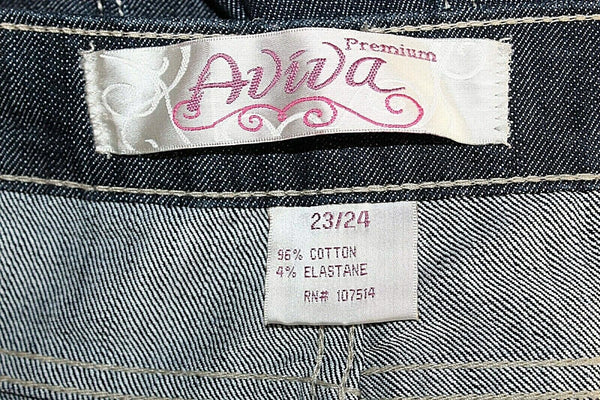 Premium
Aviva
23/24
96% COTTON
4% ELASTANE
RN# 107514